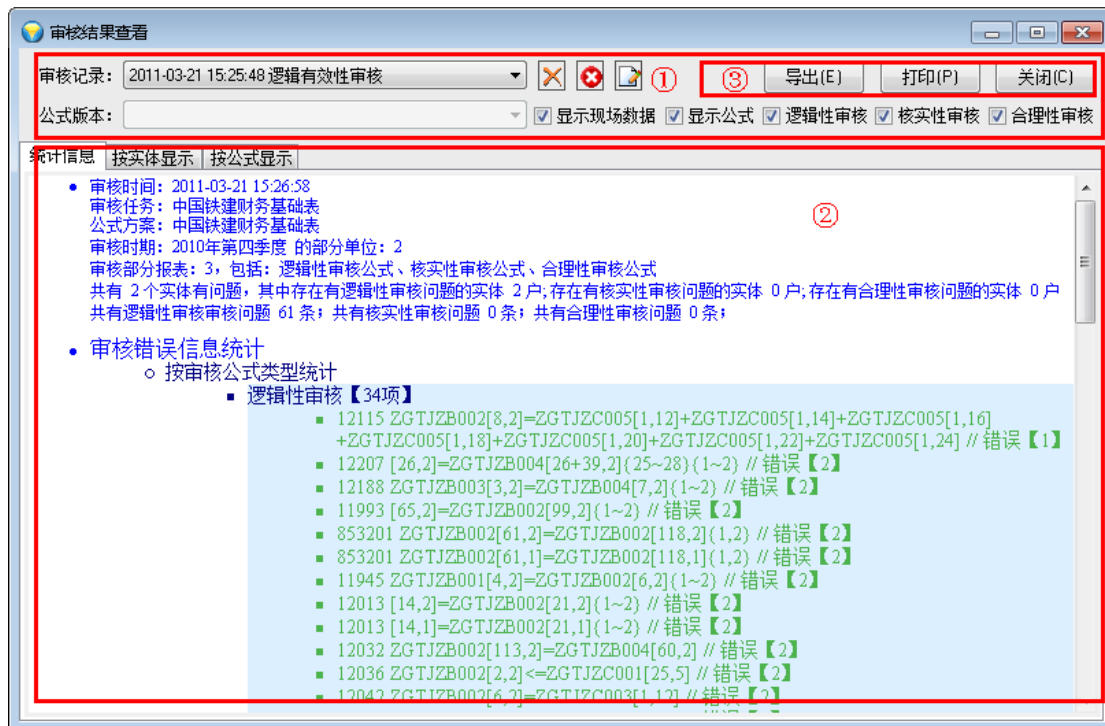 审核结果查看
审核记录： 2011-03-21 15:25:48 逻辑有效性审核 ① ③ 导出(E) 打印(P) 关闭(C)
公式版本： 显示现场数据 显示公式 逻辑性审核 核实性审核 合理性审核
统计信息 按实体显示 按公式显示
②
审核时间：2011-03-21 15:26:58
审核任务：中国铁建财务基础表
公式方案：中国铁建财务基础表
审核时期：2010年第四季度 的部分单位：2
审核部分报表：3，包括：逻辑性审核公式、核实性审核公式、合理性审核公式
共有 2个实体有问题，其中存在有逻辑性审核问题的实体 2户;存在有核实性审核问题的实体 0户;存在有合理性审核问题的实体 0户
共有逻辑性审核审核问题 61条；共有核实性审核问题 0条；共有合理性审核问题 0条；
审核错误信息统计
按审核公式类型统计
逻辑性审核【34项】
12115 ZGTJZB002[8,2]=ZGTJZC005[1,12]+ZGTJZC005[1,14]+ZGTJZC005[1,16]
+ZGTJZC005[1,18]+ZGTJZC005[1,20]+ZGTJZC005[1,22]+ZGTJZC005[1,24] // 错误【1】
12207 [26,2]=ZGTJZB004[26+39,2]{25~28}{1~2} // 错误【2】
12188 ZGTJZB003[3,2]=ZGTJZB004[7,2]{1~2} // 错误【2】
11993 [65,2]=ZGTJZB002[99,2]{1~2} // 错误【2】
853201 ZGTJZB002[61,2]=ZGTJZB002[118,2]{1,2} // 错误【2】
853201 ZGTJZB002[61,1]=ZGTJZB002[118,1]{1,2} // 错误【2】
11945 ZGTJZB001[4,2]=ZGTJZB002[6,2]{1~2} // 错误【2】
12013 [14,2]=ZGTJZB002[21,2]{1~2} // 错误【2】
12013 [14,1]=ZGTJZB002[21,1]{1~2} // 错误【2】
12032 ZGTJZB002[113,2]=ZGTJZB004[60,2] // 错误【2】
12036 ZGTJZB002[2,2]<=ZGTJZC001[25,5] // 错误【2】
12042 ZGTJZB002[6,2]=ZGTJZC003[1,12] // 错误【2】